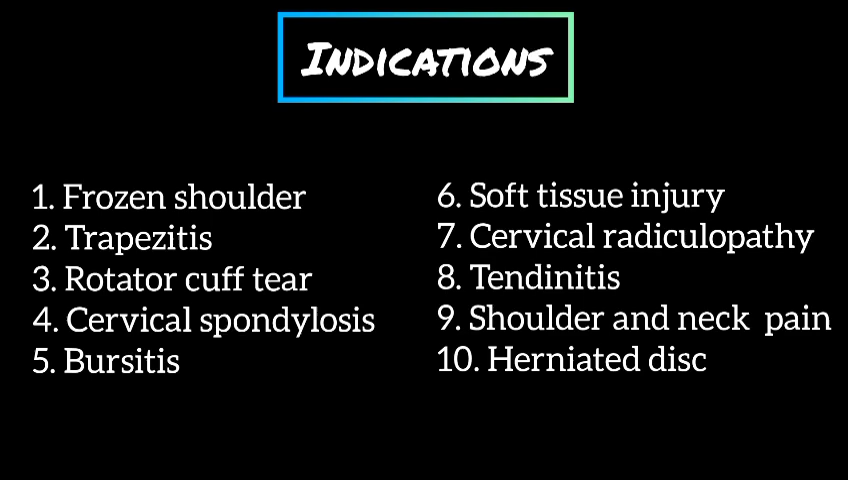 INDICATIONS
1. Frozen shoulder
2. Trapezitis
3. Rotator cuff tear
4. Cervical spondylosis
5. Bursitis
6. Soft tissue injury
7. Cervical radiculopathy
8. Tendinitis
9. Shoulder and neck pain
10. Herniated disc